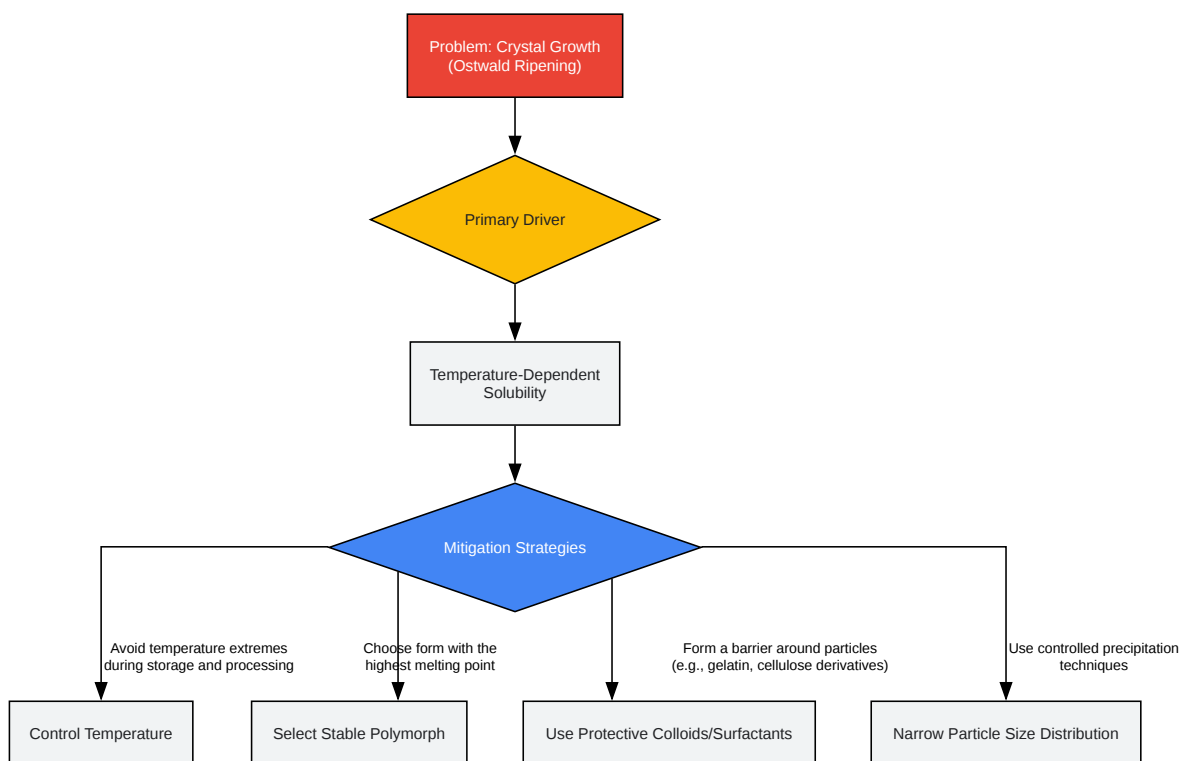 Problem: Crystal Growth
(Ostwald Ripening)
Primary Driver
Temperature-Dependent
Solubility
Mitigation Strategies
Avoid temperature extremes
during storage and processing
Choose form with the
highest melting point
Form a barrier around particles
(e.g., gelatin, cellulose derivatives)
Use controlled precipitation
techniques
Control Temperature
Select Stable Polymorph
Use Protective Colloids/Surfactants
Narrow Particle Size Distribution